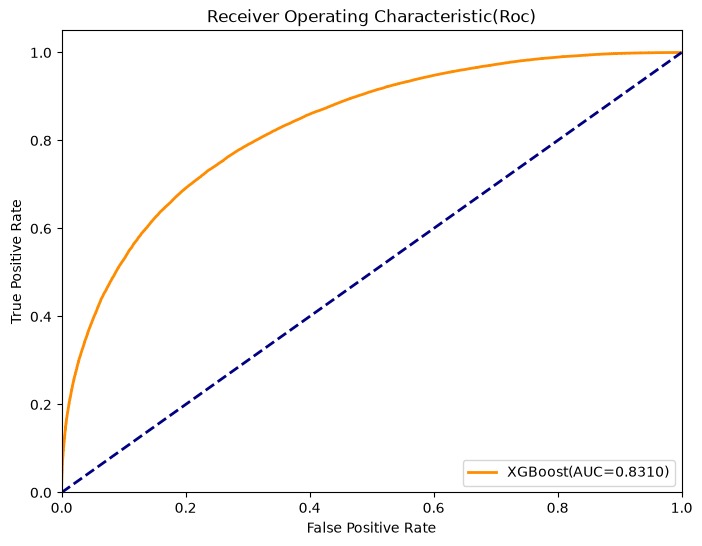 Receiver Operating Characteristic(Roc)
1.0
0.8
0.6
0.4
0.2
0.0
True Positive Rate
0.0 0.2 0.4 0.6 0.8 1.0
False Positive Rate
XGBoost(AUC=0.8310)